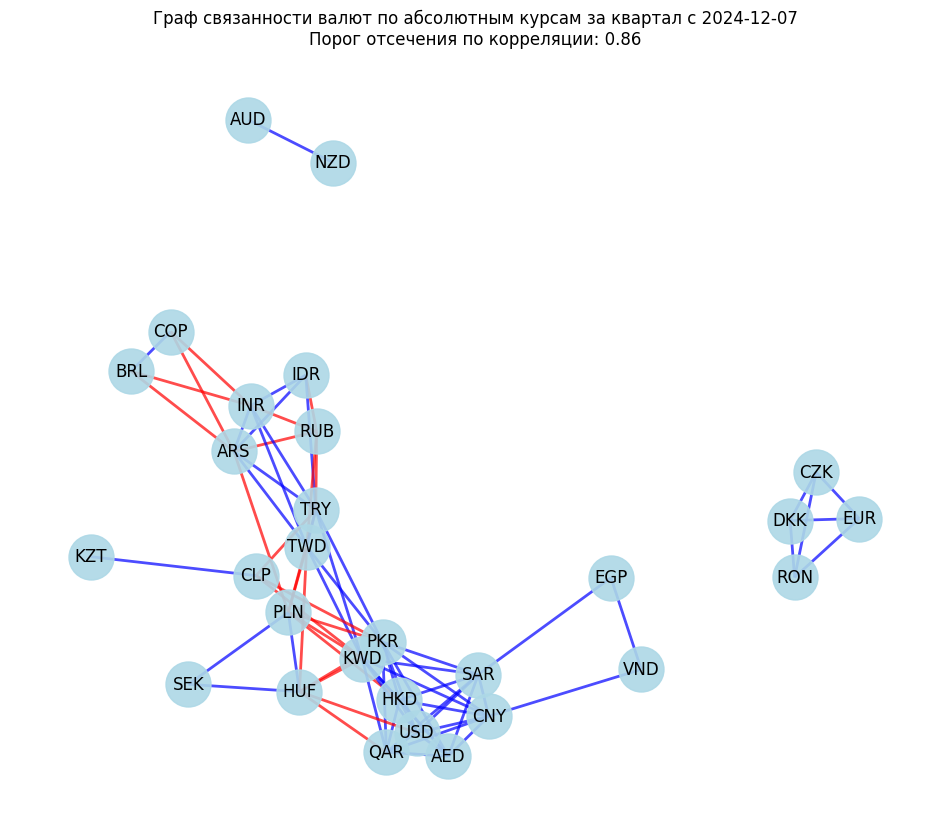 Граф связанности валют по абсолютным курсам за квартал с 2024-12-07
Порог отсечения по корреляции: 0.86
AUD
NZD
COP
BRL
IDR
INR
RUB
ARS
CZK
TRY
DKK
EUR
TWD
KZT
CLP
EGP
RON
PLN
PKR
KWD
VND
SAR
SEK
HUF
HKD
CNY
USD
QAR
AED